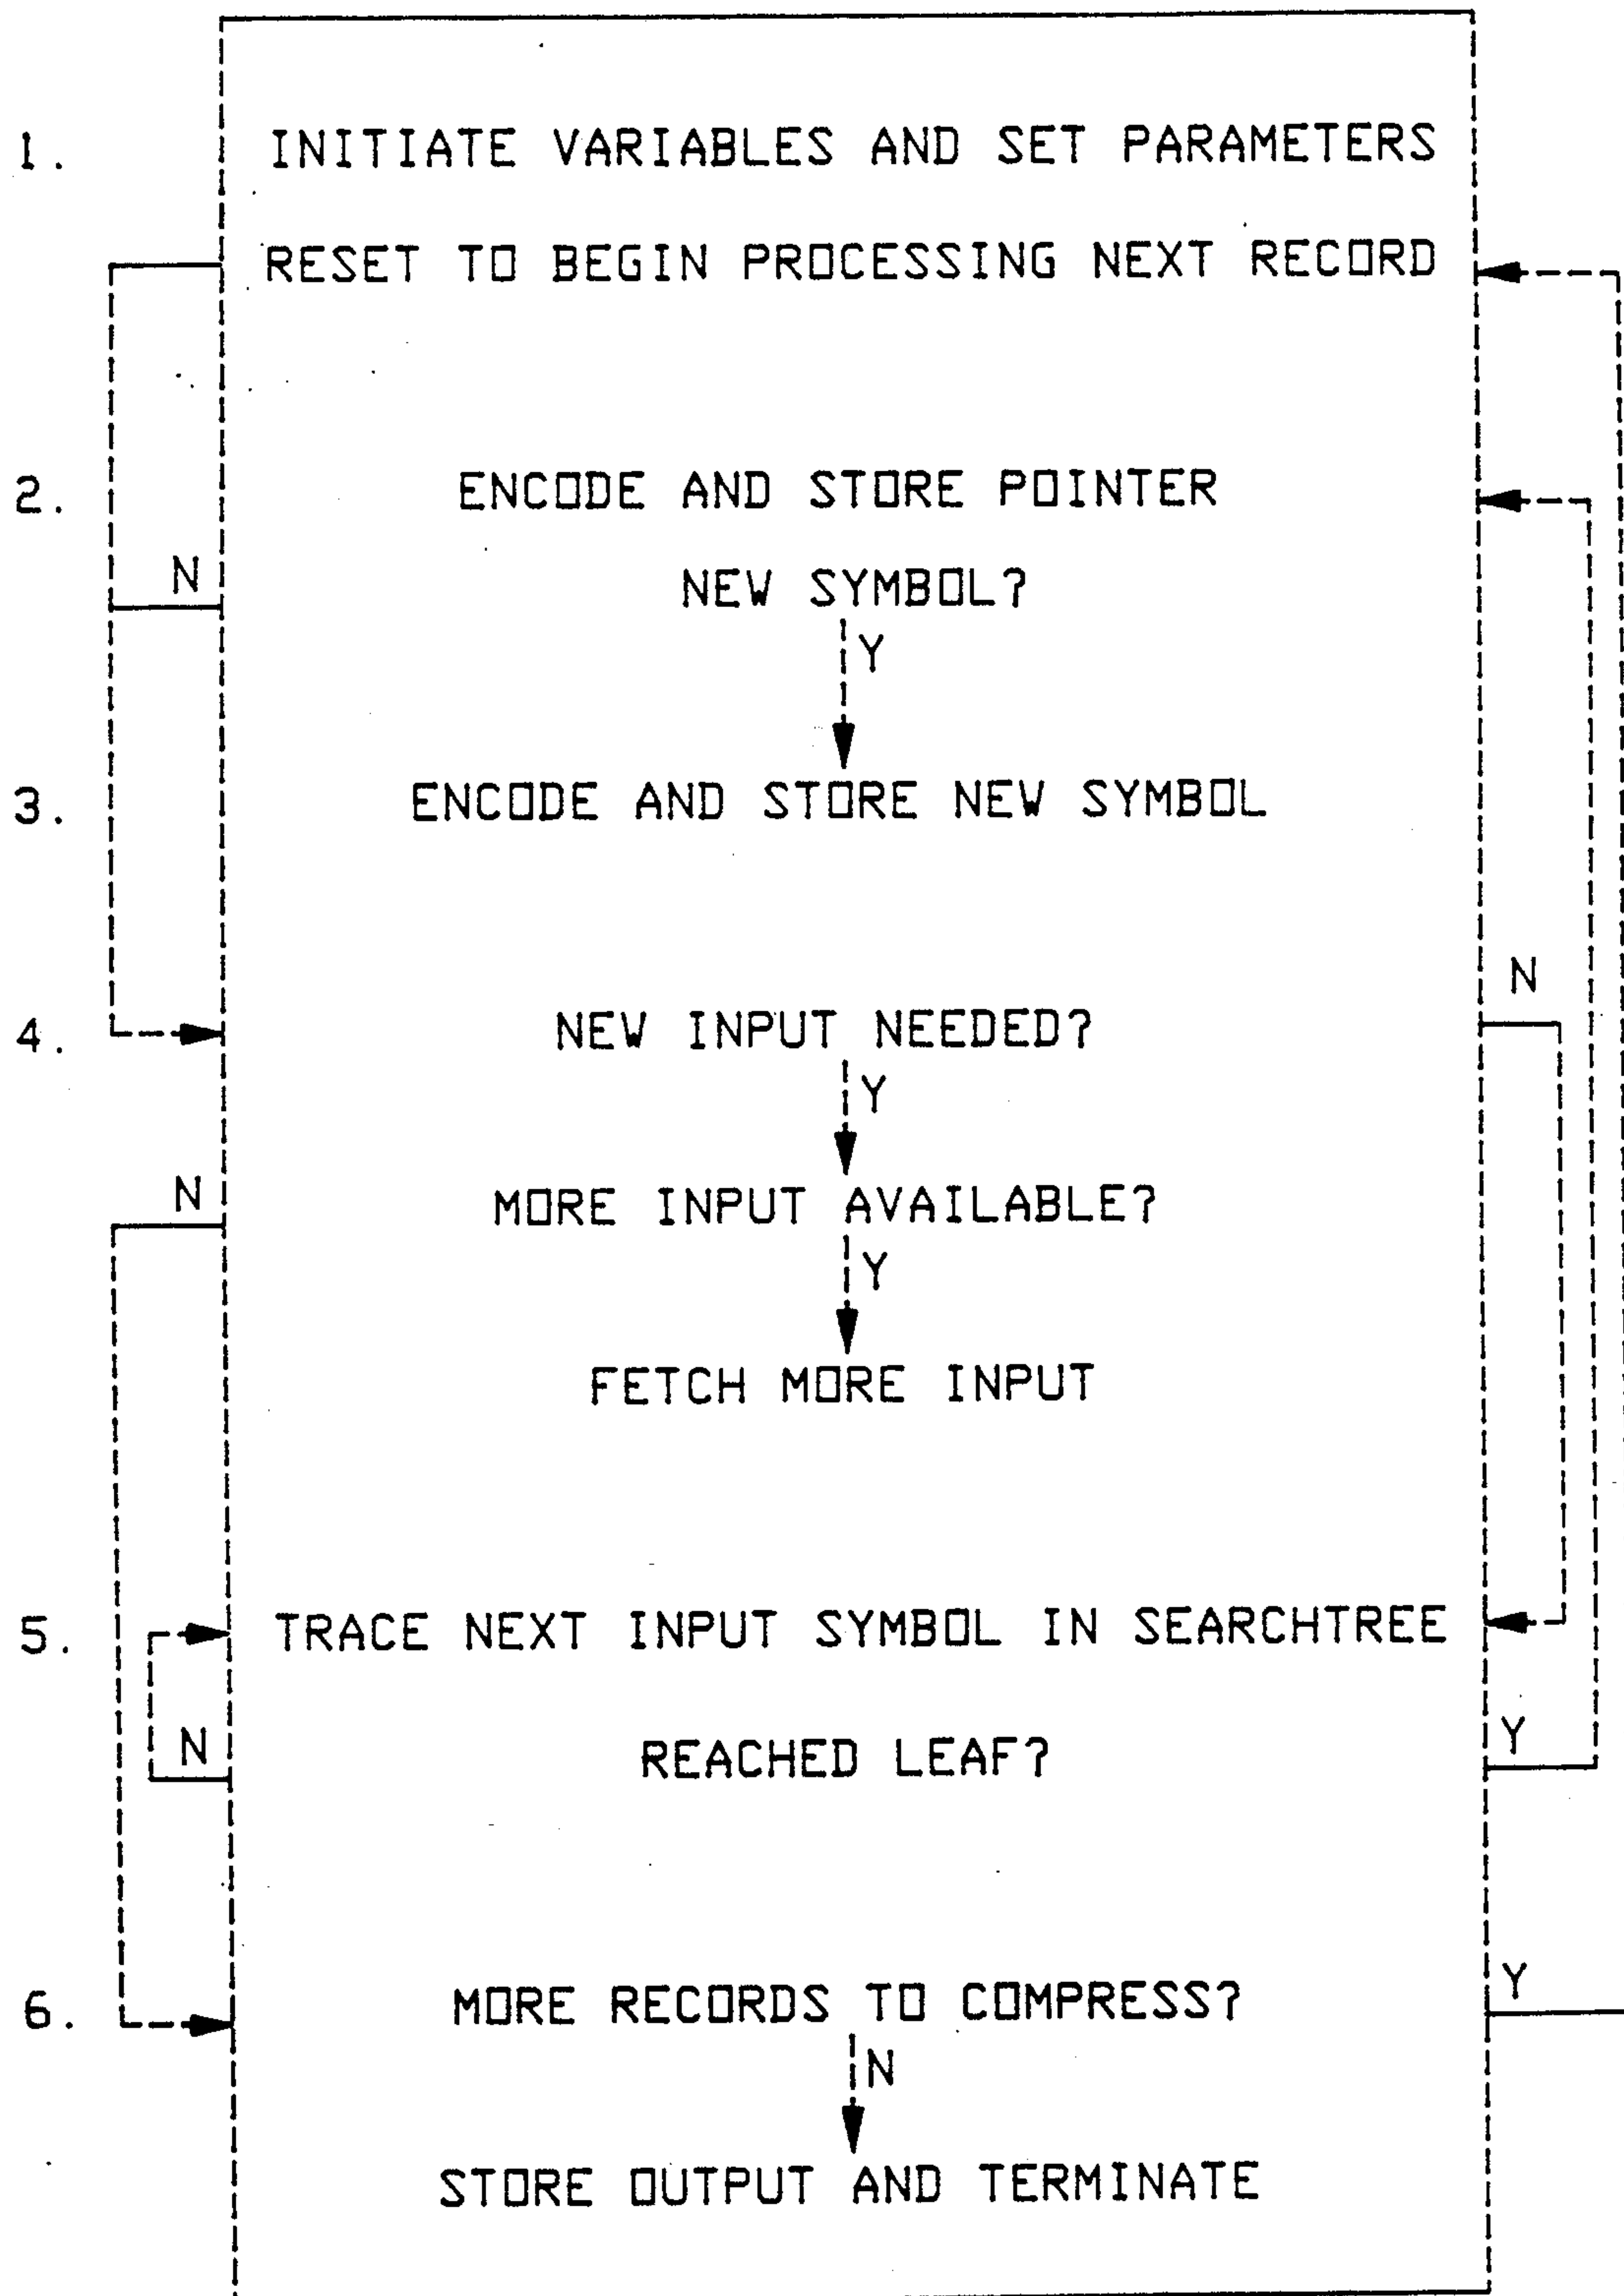 1. INITIATE VARIABLES AND SET PARAMETERS
RESET TO BEGIN PROCESSING NEXT RECORD
2. ENCODE AND STORE POINTER
N NEW SYMBOL?
Y
3. ENCODE AND STORE NEW SYMBOL
N
4. NEW INPUT NEEDED?
Y
N MORE INPUT AVAILABLE?
Y
FETCH MORE INPUT
5. TRACE NEXT INPUT SYMBOL IN SEARCHTREE
N REACHED LEAF? Y
6. MORE RECORDS TO COMPRESS? Y
N
STORE OUTPUT AND TERMINATE